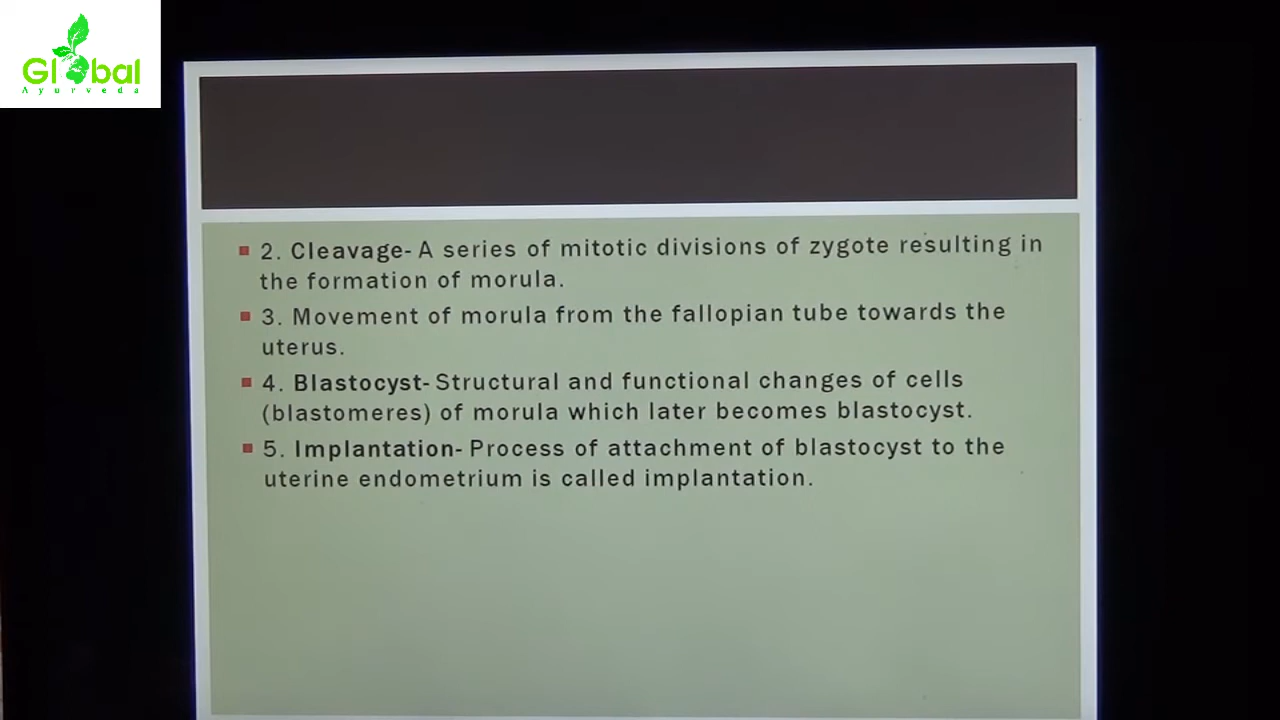 Global
Ayurveda
2. Cleavage- A series of mitotic divisions of zygote resulting in
the formation of morula.
3. Movement of morula from the fallopian tube towards the
uterus.
4. Blastocyst- Structural and functional changes of cells
(blastomeres) of morula which later becomes blastocyst.
5. Implantation- Process of attachment of blastocyst to the
uterine endometrium is called implantation.